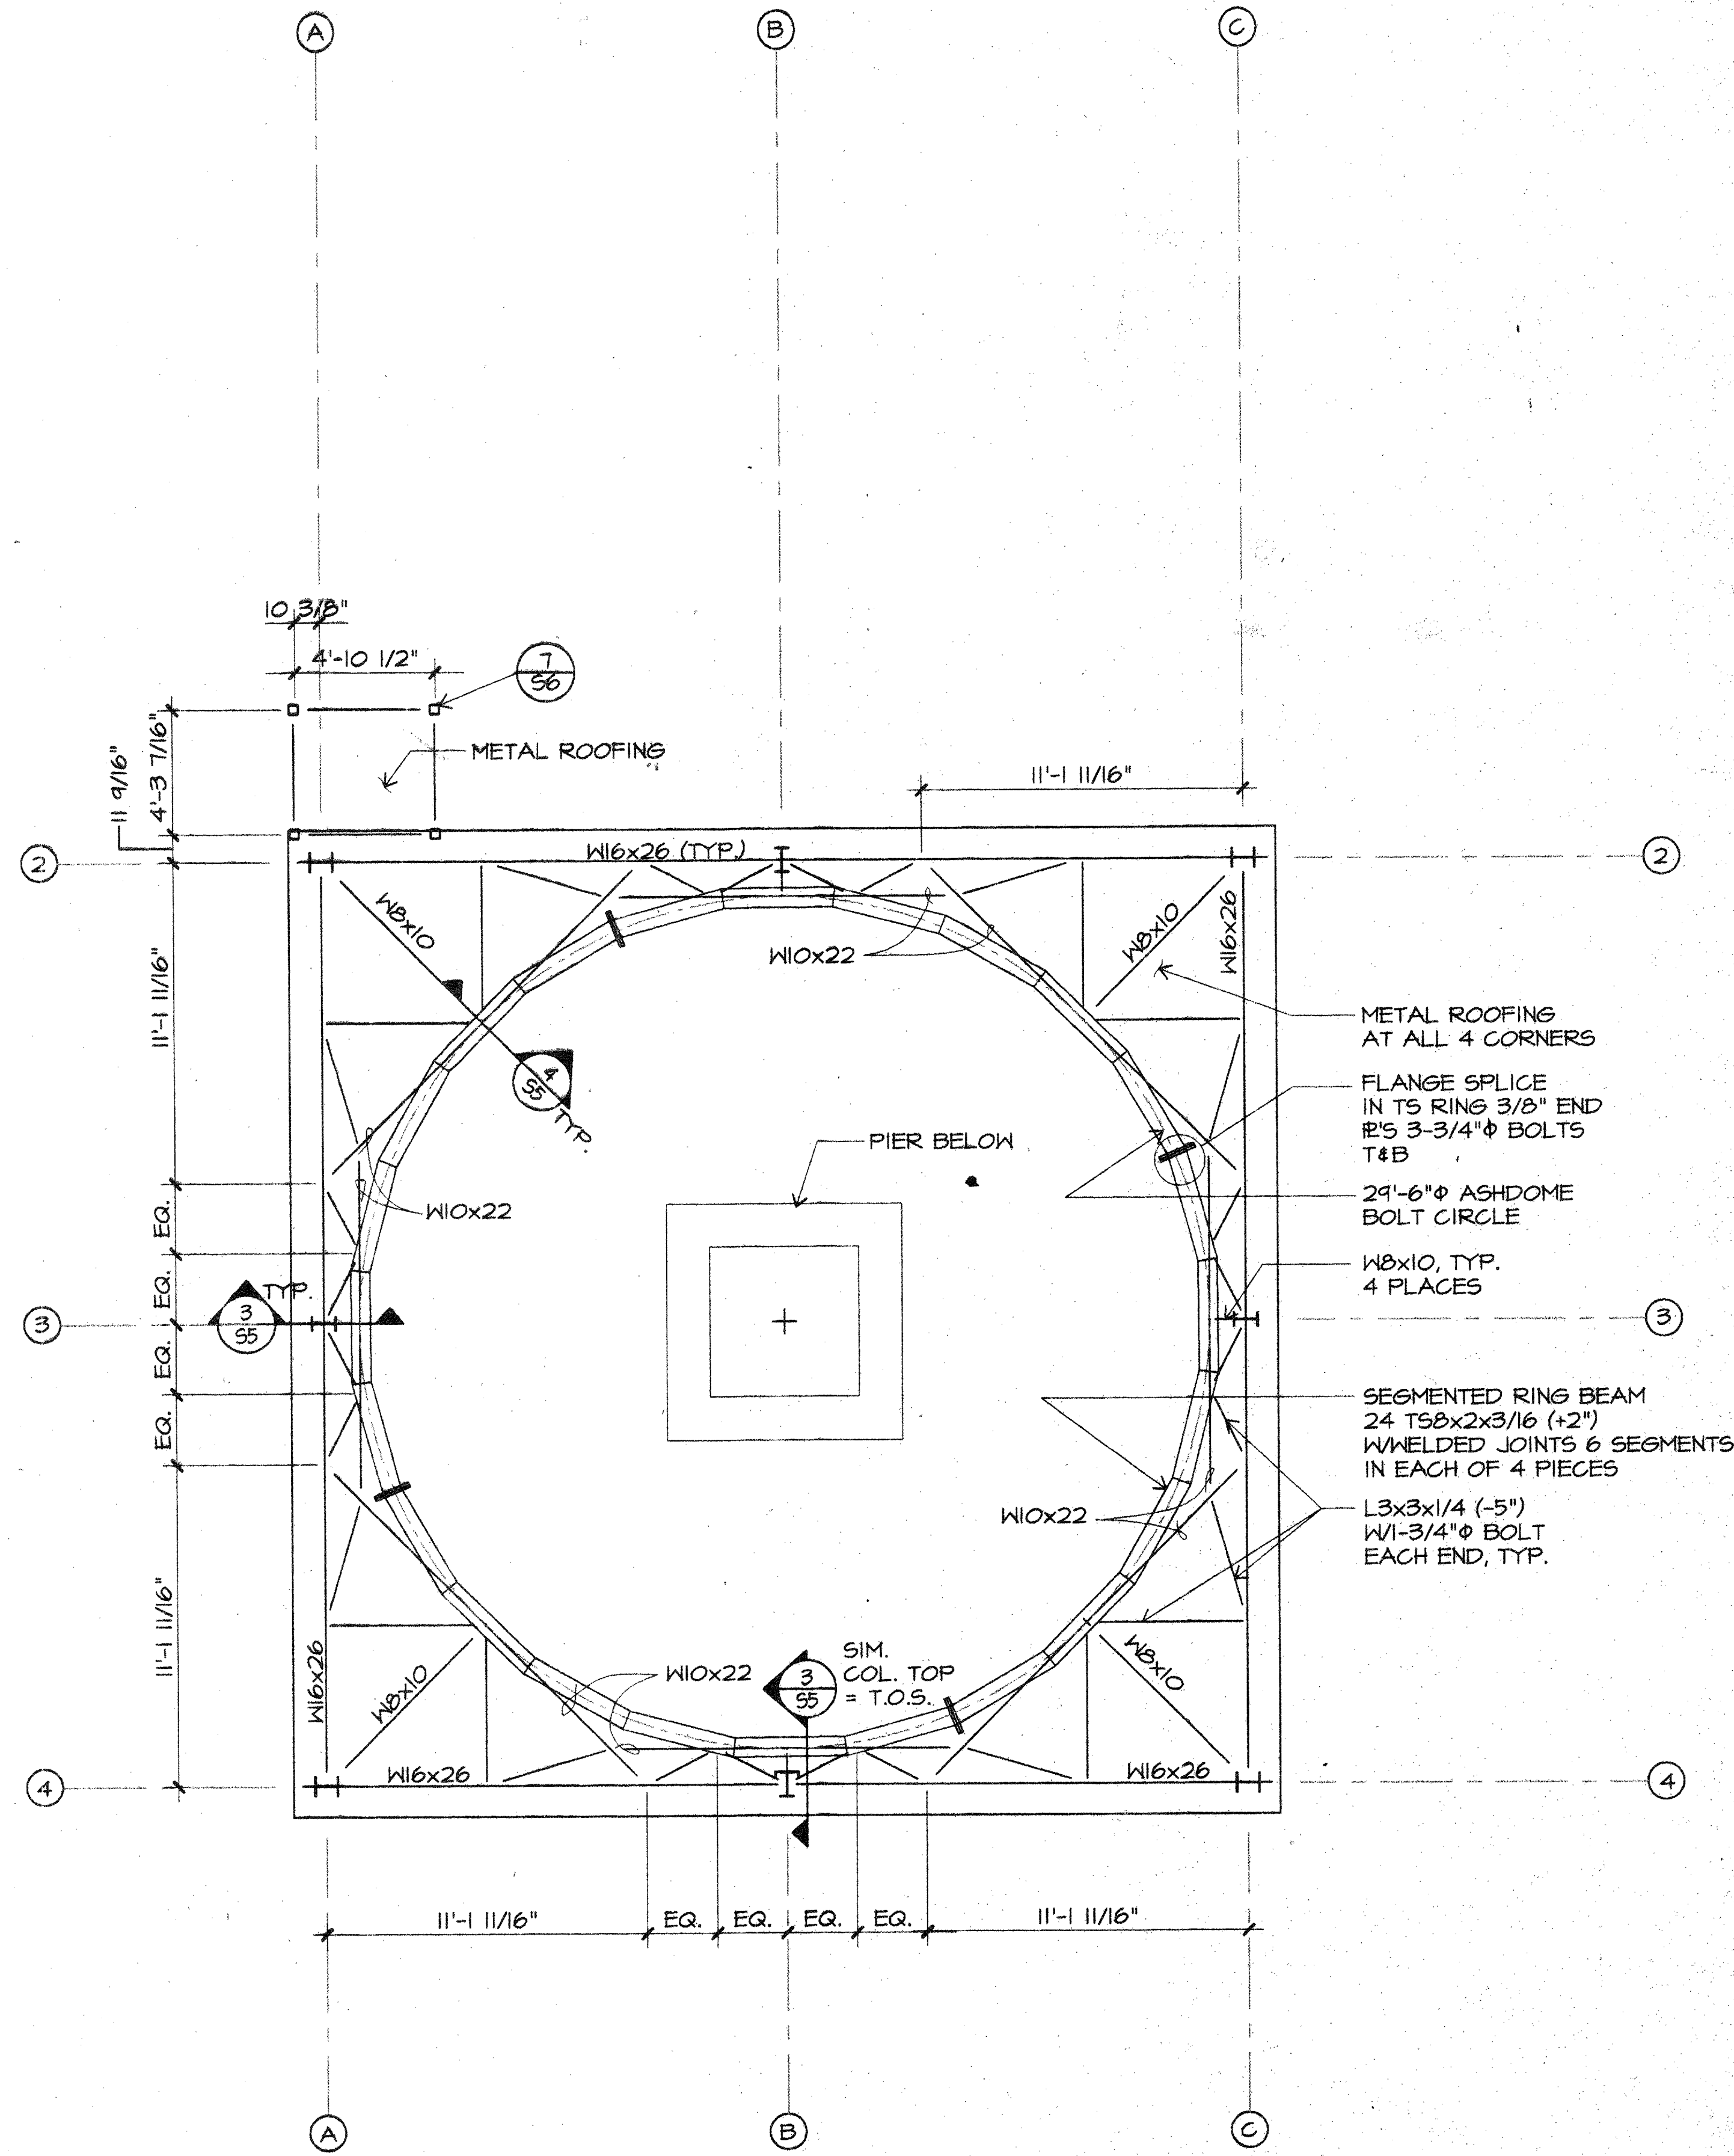 A
B
C
10 3/8"
4'-10 1/2"
7
S6
METAL ROOFING
11 9/16"
4'-3 7/16"
11'-1 11/16"
2
W16x26 (TYP.)
2
W8x10
W8x10
W16x26
W10x22
11'-1 11/16"
METAL ROOFING
AT ALL 4 CORNERS
4
S5
TYP.
FLANGE SPLICE
IN TS RING 3/8" END
PL'S 3-3/4"Φ BOLTS
T&B
PIER BELOW
29'-6"Φ ASHDOME
BOLT CIRCLE
W10x22
EQ.
EQ.
EQ.
EQ.
W8x10, TYP.
4 PLACES
TYP.
3
S5
3
3
SEGMENTED RING BEAM
24 TS8x2x3/16 (+2")
W/WELDED JOINTS 6 SEGMENTS
IN EACH OF 4 PIECES
W10x22
L3x3x1/4 (-5")
W/1-3/4"Φ BOLT
EACH END, TYP.
11'-1 11/16"
W16x26
W8x10
W10x22
3
S5
SIM.
COL. TOP
= T.O.S.
W8x10
W16x26
W16x26
4
4
11'-1 11/16"
EQ.
EQ.
EQ.
EQ.
11'-1 11/16"
A
B
C